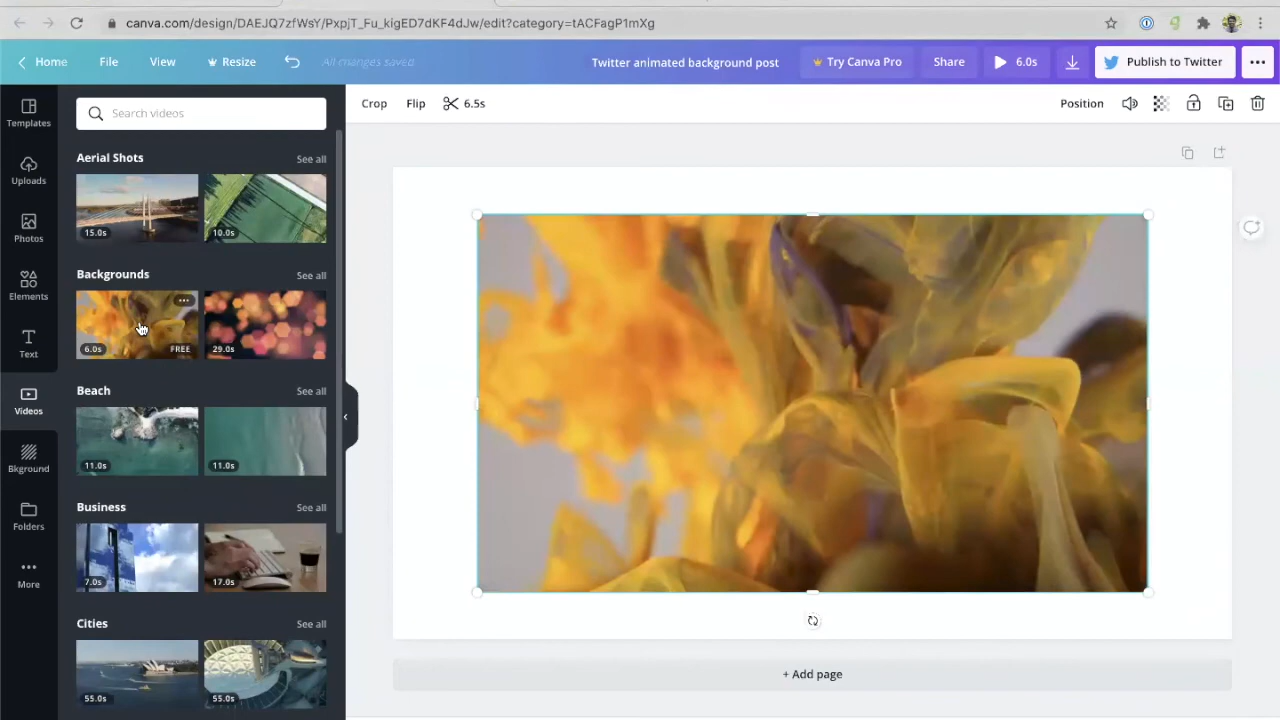 canva.com/design/DAEJQ7zfWsY/PxpjT_Fu_kigED7dKF4dJw/edit?category=tACFagP1mXg
Home File View Resize All changes saved Twitter animated background post Try Canva Pro Share 6.0s Publish to Twitter
Crop Flip 6.5s Position
Search videos
Templates
Uploads
Photos
Elements
Text
Videos
Bkground
Folders
More
Aerial Shots See all
15.0s 10.0s
Backgrounds See all
6.0s FREE 29.0s
Beach See all
11.0s 11.0s
Business See all
7.0s 17.0s
Cities See all
55.0s 55.0s
+ Add page